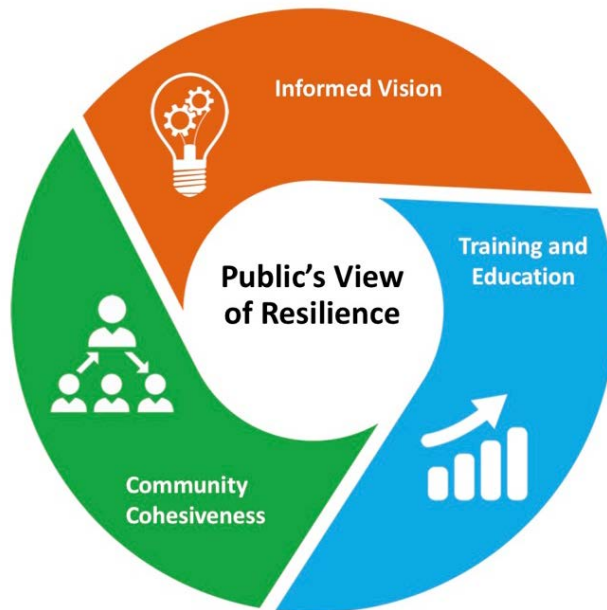 Informed Vision
Training and
Education
Public’s View
of Resilience
Community
Cohesiveness